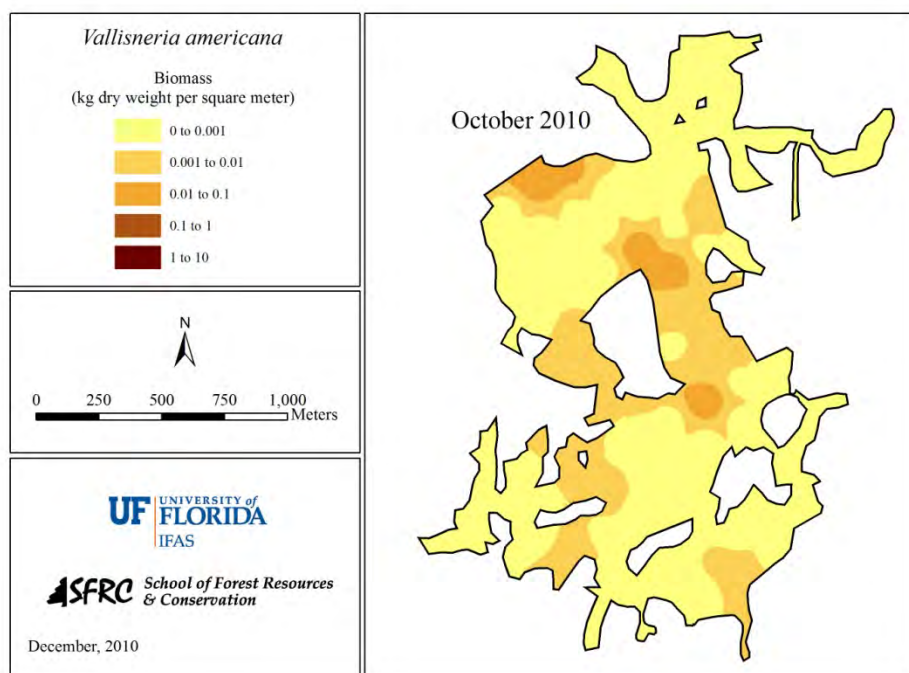 Vallisneria americana
Biomass
(kg dry weight per square meter)
0 to 0.001
0.001 to 0.01
0.01 to 0.1
0.1 to 1
1 to 10
N
0 250 500 750 1,000
Meters
UF UNIVERSITY of
FLORIDA
IFAS
SFRC School of Forest Resources
& Conservation
December, 2010
October 2010